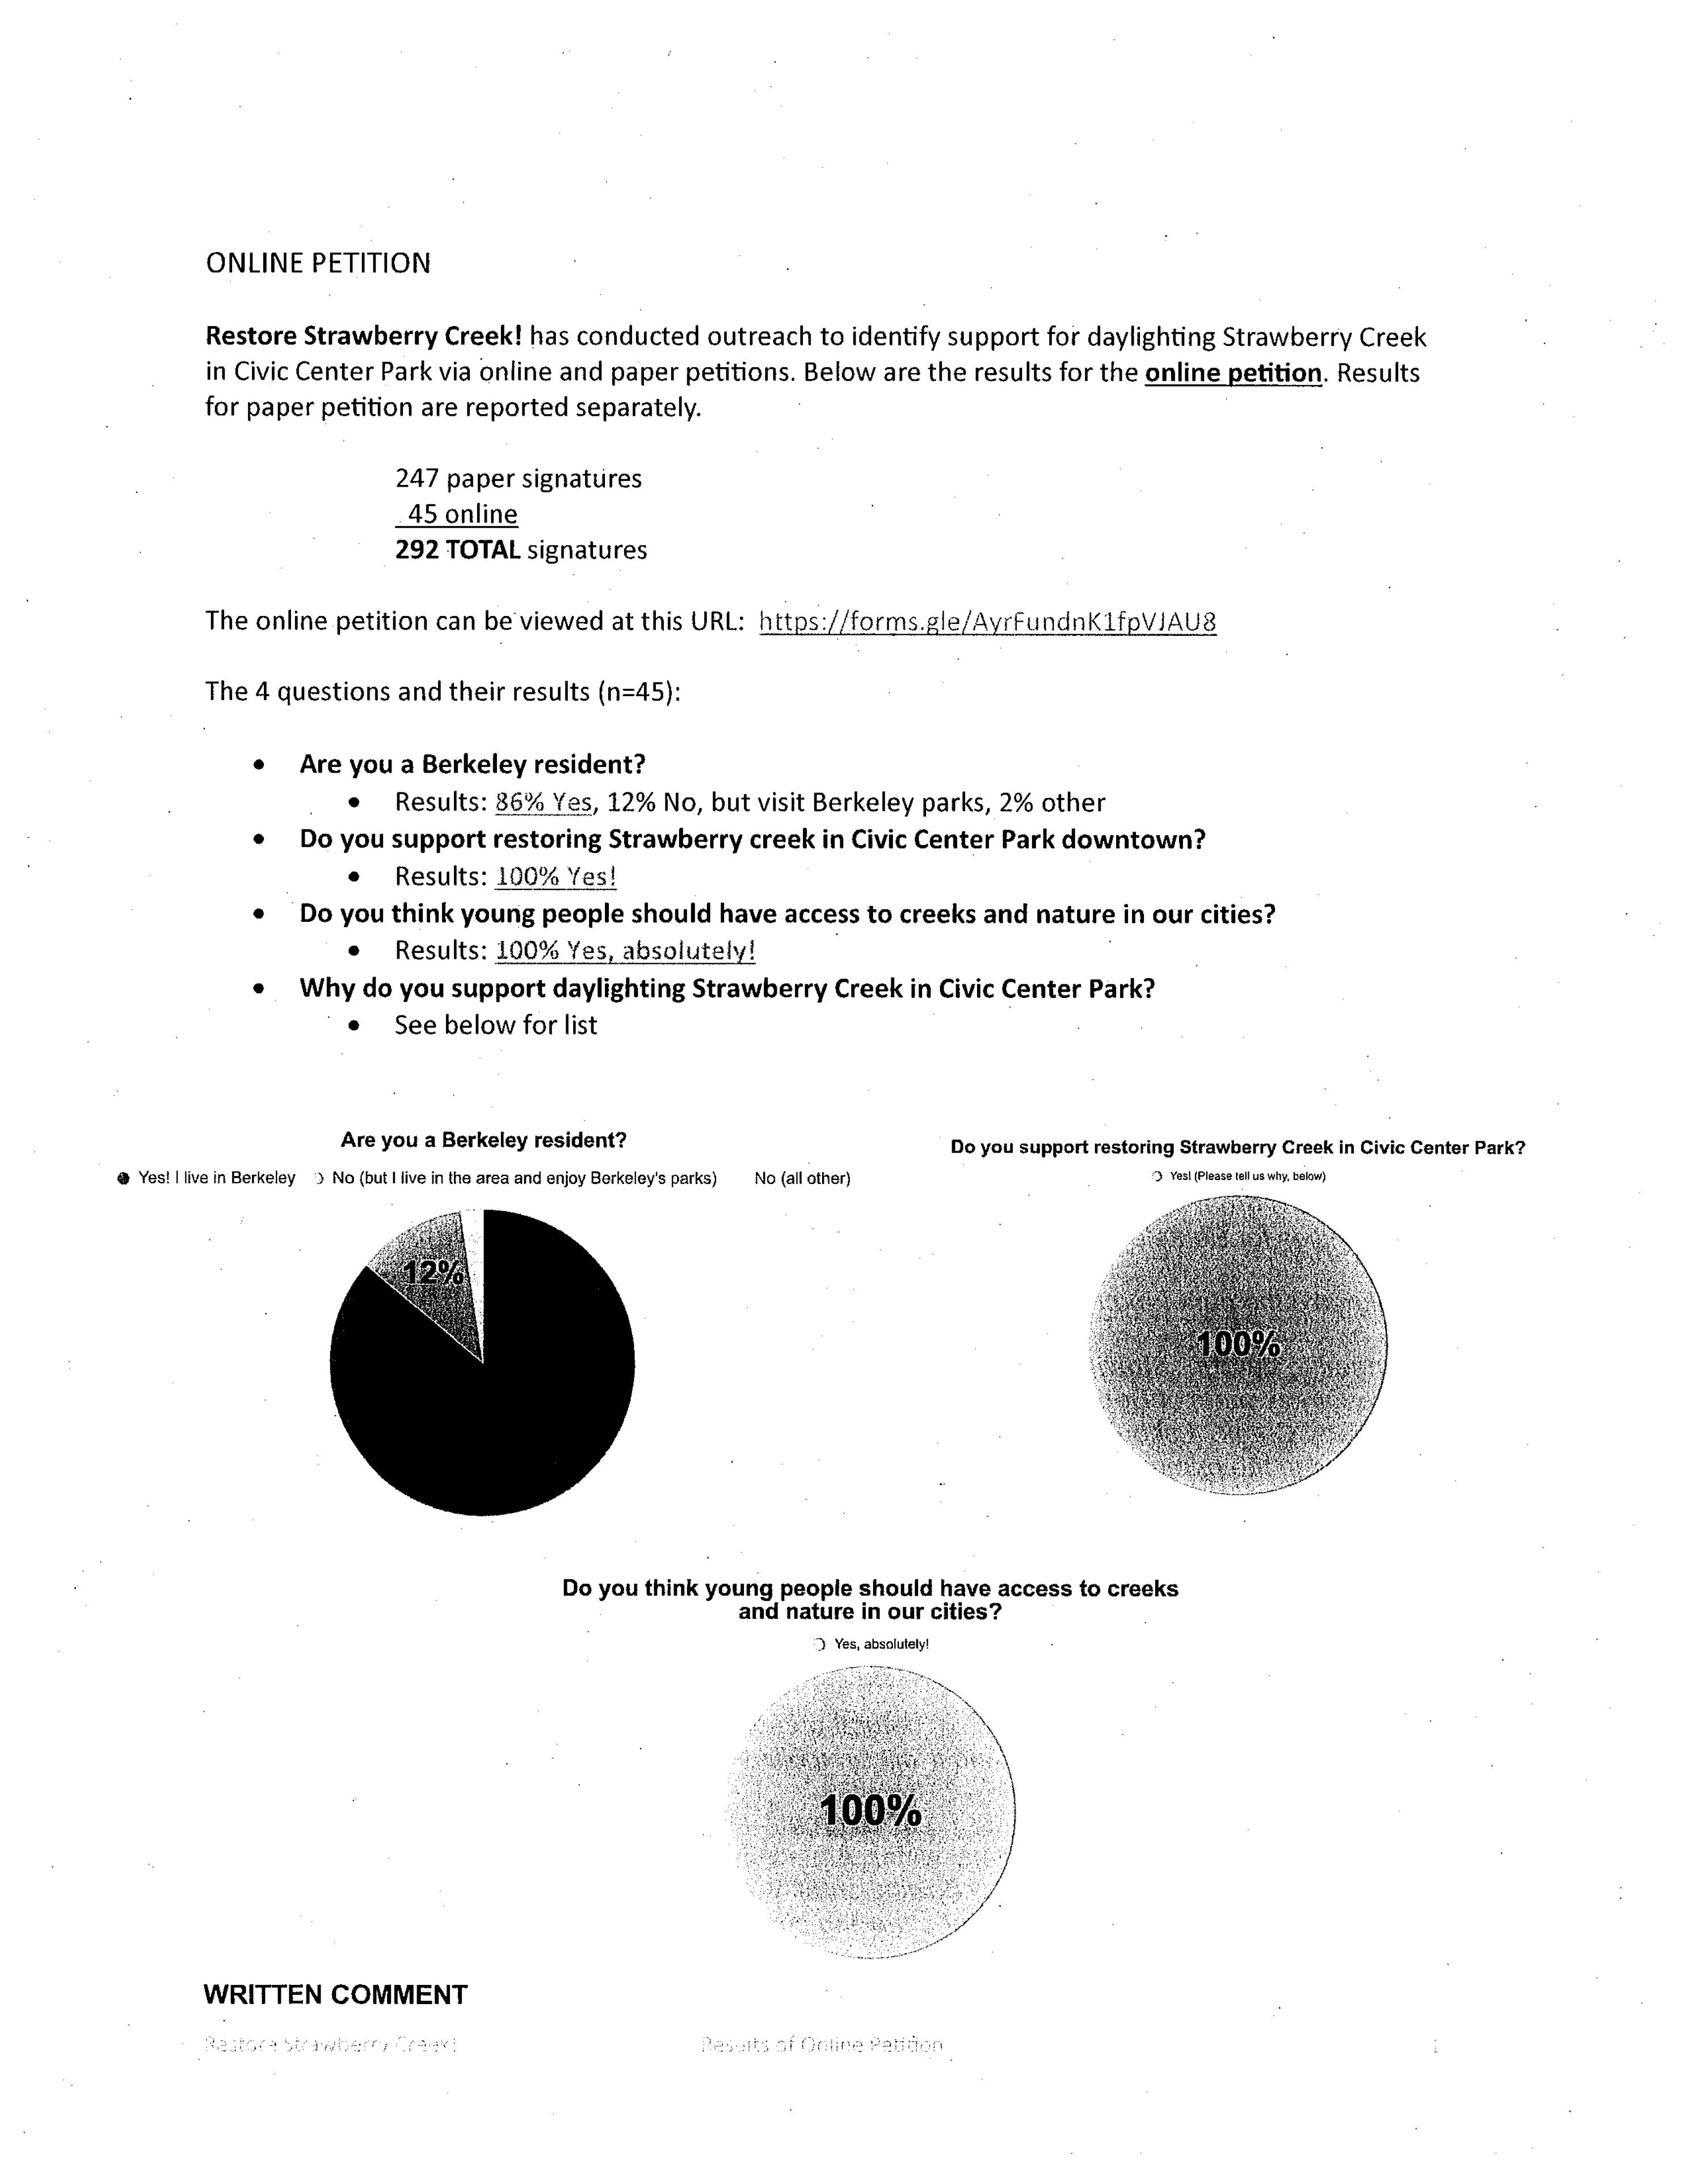 ONLINE PETITION
Restore Strawberry Creek! has conducted outreach to identify support for daylighting Strawberry Creek
in Civic Center Park via online and paper petitions. Below are the results for the online petition. Results
for paper petition are reported separately.
247 paper signatures
45 online
292 TOTAL signatures
The online petition can be viewed at this URL: https://forms.gle/AyrFundnK1fpVJAU8
The 4 questions and their results (n=45):
• Are you a Berkeley resident?
• Results: 86% Yes, 12% No, but visit Berkeley parks, 2% other
• Do you support restoring Strawberry creek in Civic Center Park downtown?
• Results: 100% Yes!
• Do you think young people should have access to creeks and nature in our cities?
• Results: 100% Yes, absolutely!
• Why do you support daylighting Strawberry Creek in Civic Center Park?
• See below for list
Are you a Berkeley resident?
Yes! I live in Berkeley No (but I live in the area and enjoy Berkeley's parks) No (all other)
12%
Do you support restoring Strawberry Creek in Civic Center Park?
Yes! (Please tell us why, below)
100%
Do you think young people should have access to creeks
and nature in our cities?
Yes, absolutely!
100%
WRITTEN COMMENT
Restore Strawberry Creek! Results of Online Petition 1